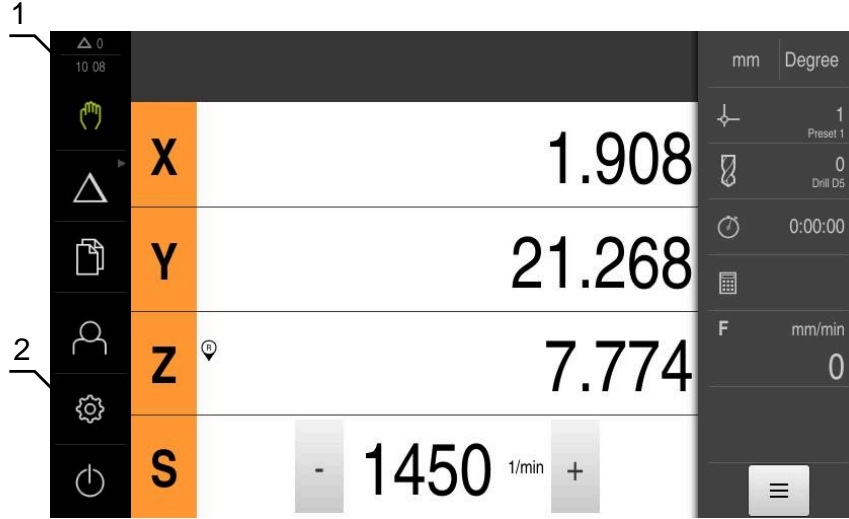 1
0
10 08
mm Degree
X 1.908
1
Preset 1
0
Drill D5
Y 21.268
0:00:00
2
Z R 7.774
F mm/min
0
S - 1450 1/min +